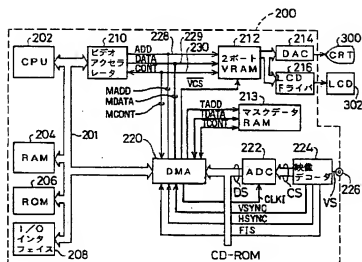 200
202
CPU
210
ビデオ
アクセラ
レータ
ADD
DATA
CONT
228
229
230
212
2ポート
VRAM
214
DAC
216
LCD
ドライバ
300
CRT
LCD
302
VCS
MADD
MDATA
MCONT
TADD
TDATA
TCONT
213
マスクデータ
RAM
204
RAM
201
220
DMA
222
ADC
224
映像
デコーダ
VS
226
DS
CS
CLKI
206
ROM
VSYNC
HSYNC
FIS
I/O
インタ
フェイス
208
CD-ROM